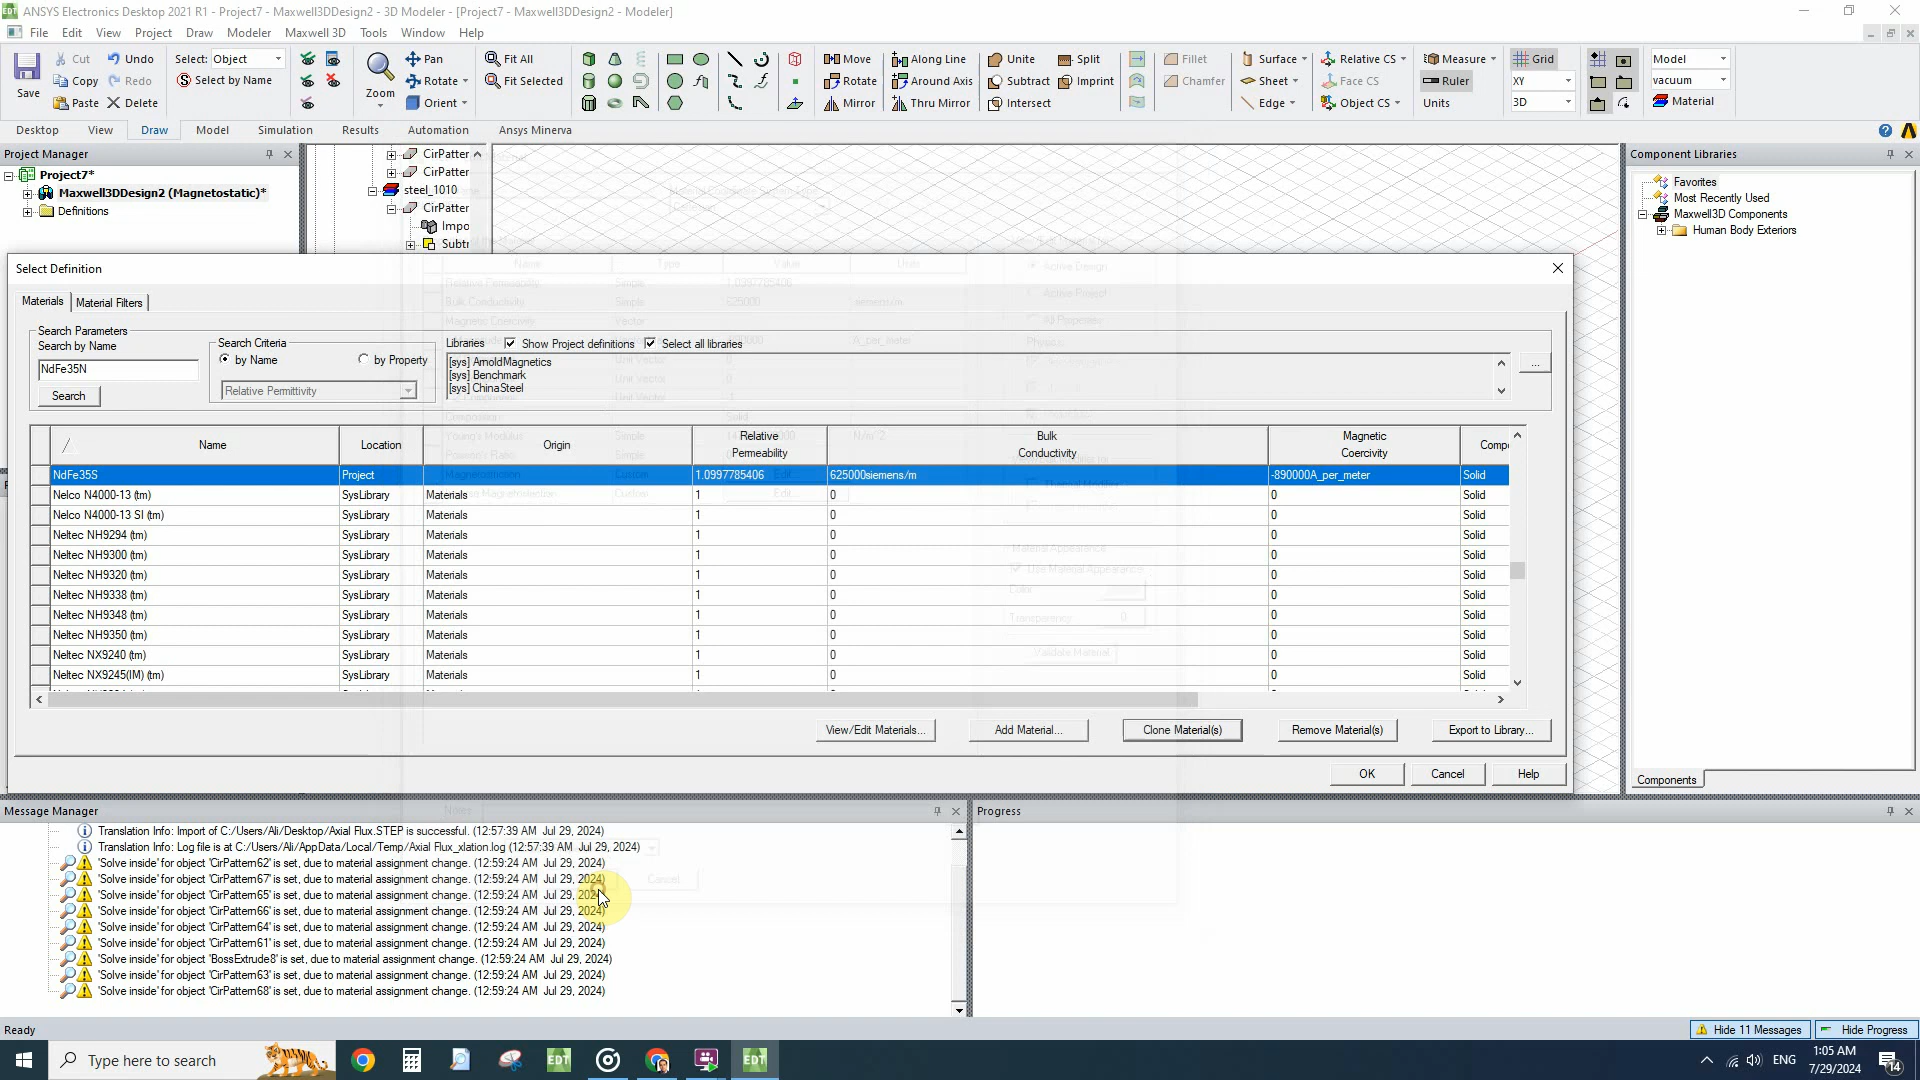 ANSYS Electronics Desktop 2021 R1 - Project7 - Maxwell3DDesign2 - 3D Modeler - [Project7 - Maxwell3DDesign2 - Modeler]
File Edit View Project Draw Modeler Maxwell 3D Tools Window Help
Save Cut Copy Paste Undo Redo Delete Select: Object Select by Name Zoom Pan Rotate Orient Fit All Fit Selected
Move Rotate Mirror Along Line Around Axis Thru Mirror Unite Subtract Intersect Split Imprint Fillet Chamfer
Surface Sheet Edge Relative CS Face CS Object CS Measure Ruler Units Grid XY 3D Model vacuum Material
Desktop View Draw Model Simulation Results Automation Ansys Minerva
Project Manager
Project7*
Maxwell3DDesign2 (Magnetostatic)*
Definitions
CirPatter
CirPatter
steel_1010
CirPatter
Impo
Subtr
Component Libraries
Favorites
Most Recently Used
Maxwell3D Components
Human Body Exteriors
Components
Select Definition
Materials Material Filters
Search Parameters
Search by Name
NdFe35N
Search
Search Criteria
by Name by Property
Relative Permittivity
Libraries Show Project definitions Select all libraries
[sys] ArnoldMagnetics
[sys] Benchmark
[sys] ChinaSteel
...
Name Location Origin Relative Permeability Bulk Conductivity Magnetic Coercivity Compo
NdFe35S Project 1.0997785406 625000siemens/m -890000A_per_meter Solid
Nelco N4000-13 (tm) SysLibrary Materials 1 0 0 Solid
Nelco N4000-13 SI (tm) SysLibrary Materials 1 0 0 Solid
Neltec NH9294 (tm) SysLibrary Materials 1 0 0 Solid
Neltec NH9300 (tm) SysLibrary Materials 1 0 0 Solid
Neltec NH9320 (tm) SysLibrary Materials 1 0 0 Solid
Neltec NH9338 (tm) SysLibrary Materials 1 0 0 Solid
Neltec NH9348 (tm) SysLibrary Materials 1 0 0 Solid
Neltec NH9350 (tm) SysLibrary Materials 1 0 0 Solid
Neltec NX9240 (tm) SysLibrary Materials 1 0 0 Solid
Neltec NX9245(IM) (tm) SysLibrary Materials 1 0 0 Solid
View/Edit Materials... Add Material... Clone Material(s) Remove Material(s) Export to Library...
OK Cancel Help
Message Manager
Translation Info: Import of C:/Users/Ali/Desktop/Axial Flux.STEP is successful. (12:57:39 AM Jul 29, 2024)
Translation Info: Log file is at C:/Users/Ali/AppData/Local/Temp/Axial Flux_xlation.log (12:57:39 AM Jul 29, 2024)
'Solve inside' for object 'CirPattern62' is set, due to material assignment change. (12:59:24 AM Jul 29, 2024)
'Solve inside' for object 'CirPattern67' is set, due to material assignment change. (12:59:24 AM Jul 29, 2024)
'Solve inside' for object 'CirPattern65' is set, due to material assignment change. (12:59:24 AM Jul 29, 2024)
'Solve inside' for object 'CirPattern66' is set, due to material assignment change. (12:59:24 AM Jul 29, 2024)
'Solve inside' for object 'CirPattern64' is set, due to material assignment change. (12:59:24 AM Jul 29, 2024)
'Solve inside' for object 'CirPattern61' is set, due to material assignment change. (12:59:24 AM Jul 29, 2024)
'Solve inside' for object 'BossExtrude8' is set, due to material assignment change. (12:59:24 AM Jul 29, 2024)
'Solve inside' for object 'CirPattern63' is set, due to material assignment change. (12:59:24 AM Jul 29, 2024)
'Solve inside' for object 'CirPattern68' is set, due to material assignment change. (12:59:24 AM Jul 29, 2024)
Progress
Ready
Hide 11 Messages Hide Progress
Type here to search
ENG
1:05 AM
7/29/2024
14